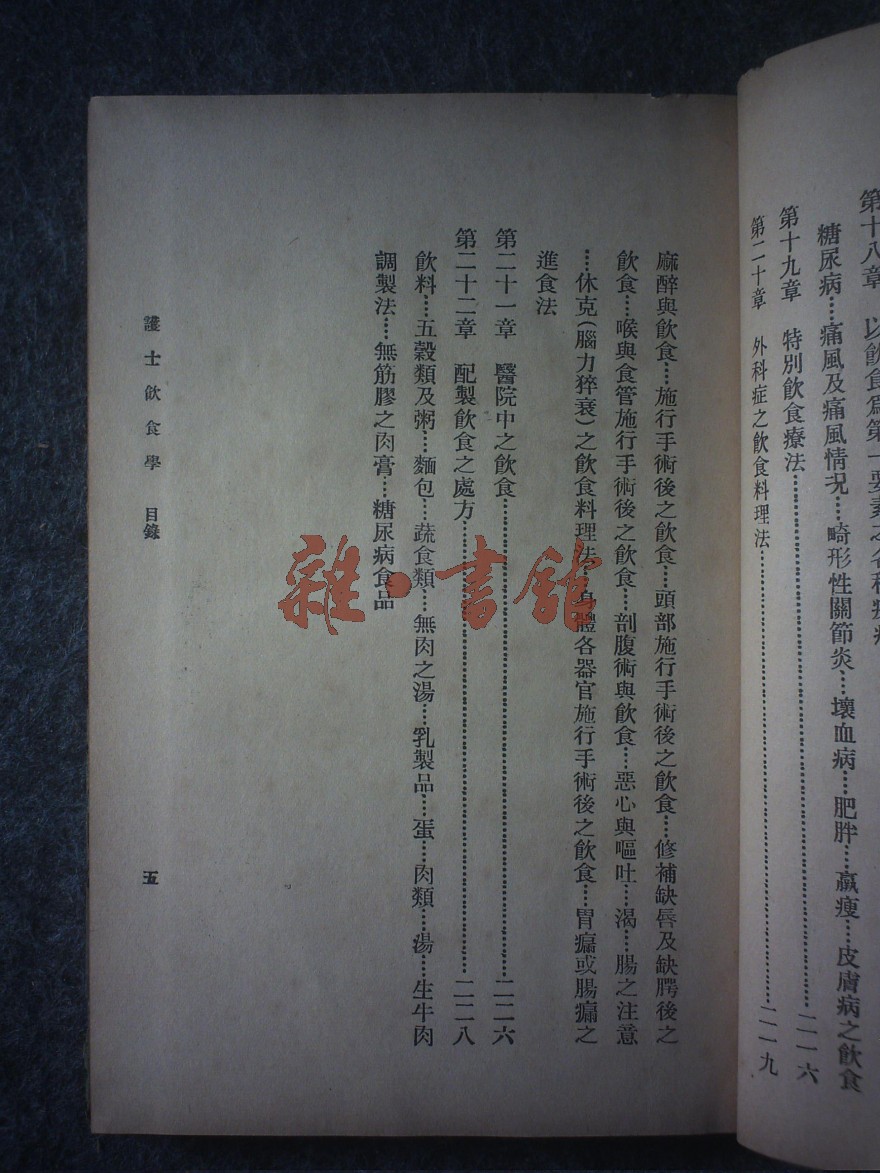 第十八章　以飲食爲第一要素之各種疾病
糖尿病……痛風及痛風情况……畸形性關節炎……壞血病……肥胖……羸瘦……皮膚病之飲食
第十九章　特別飲食療法……二一六
第二十章　外科症之飲食料理法……二一九
麻醉與飲食……施行手術後之飲食……頭部施行手術後之飲食……修補缺唇及缺腭後之
飲食……喉與食管施行手術後之飲食……剖腹術與飲食……惡心與嘔吐……渴……腸之注意
……休克(腦力猝衰)之飲食料理法……身體各器官施行手術後之飲食……胃瘺或腸瘺之
進食法
第二十一章　醫院中之飲食……二二六
第二十二章　配製飲食之處方……二二八
飲料……五穀類及粥……麵包……蔬食類……無肉之湯……乳製品……蛋……肉類……湯……生牛肉
調製法……無筋膠之肉膏……糖尿病食品
護士飲食學　目錄
五
雜·書館